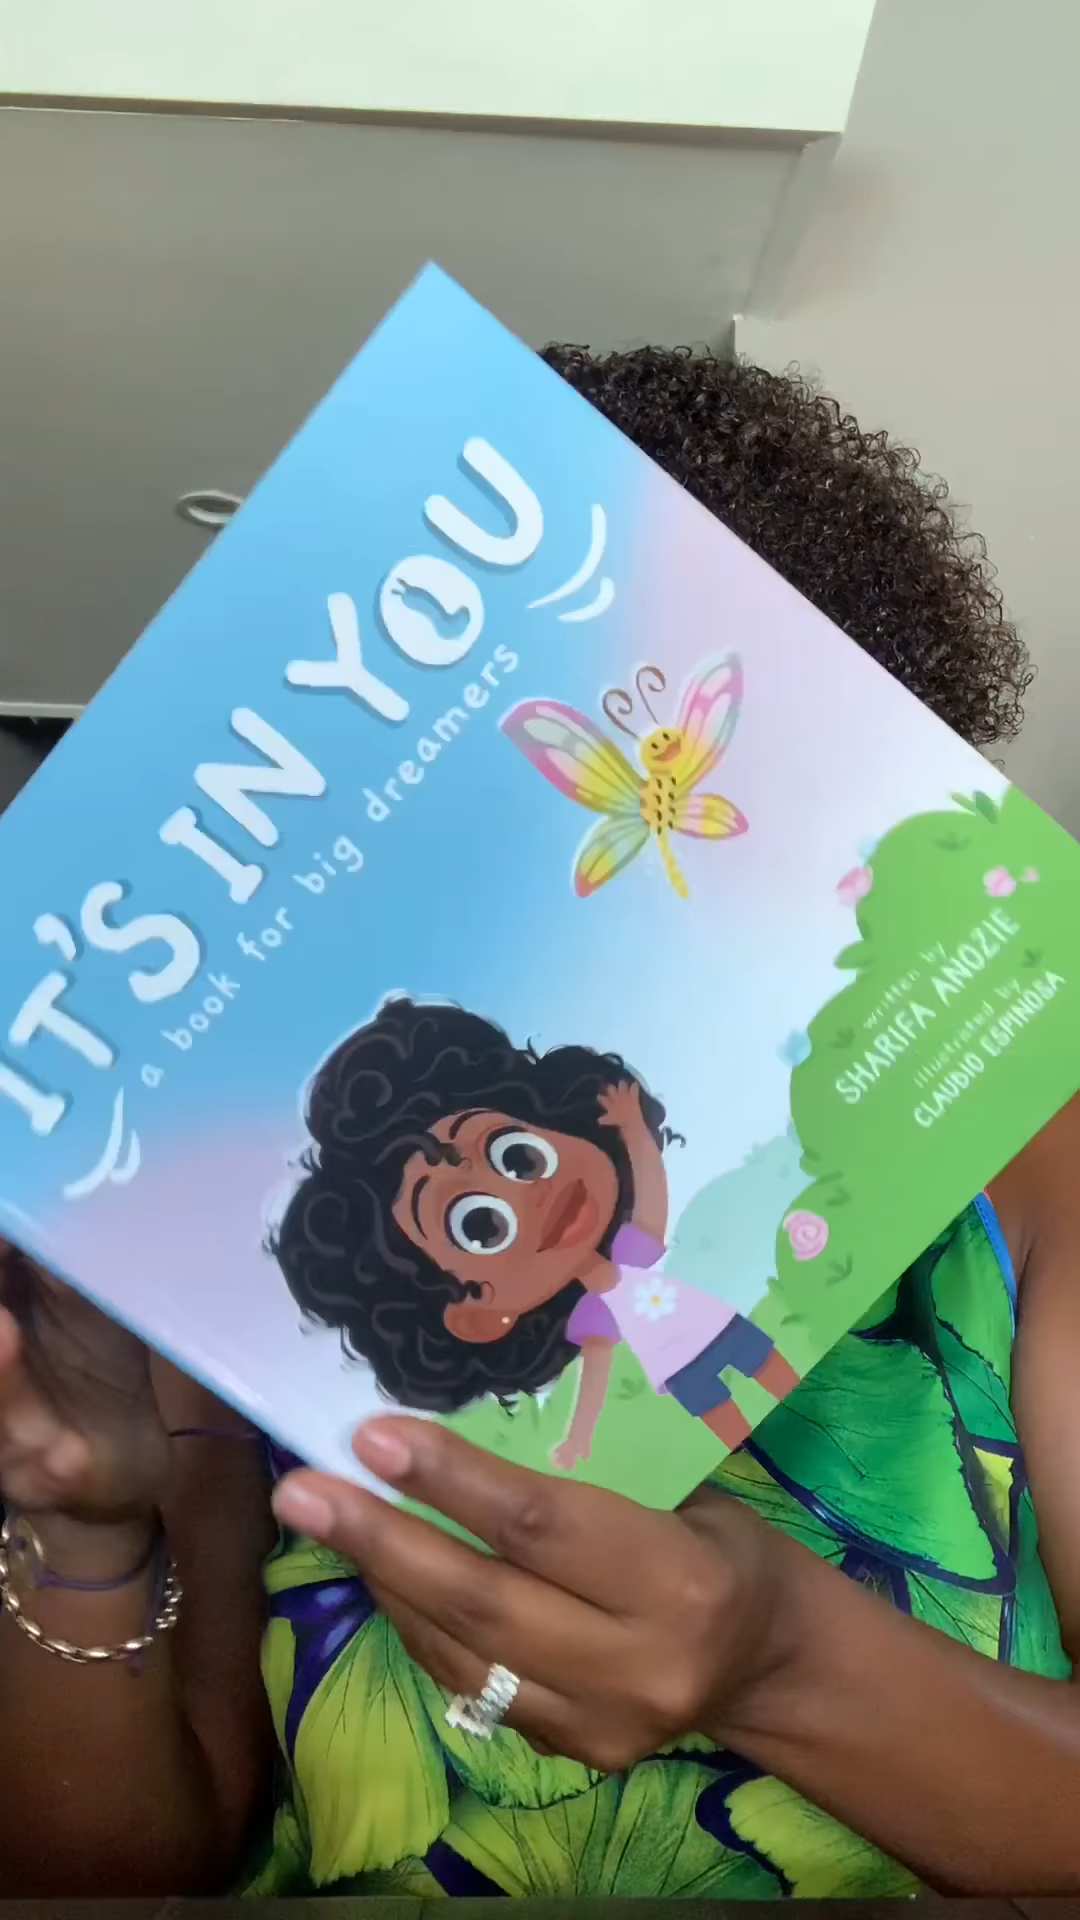 IT'S IN YOU
a book for big dreamers
written by
SHARIFA ANOZIE
illustrated by
CLAUDIO ESPINOSA